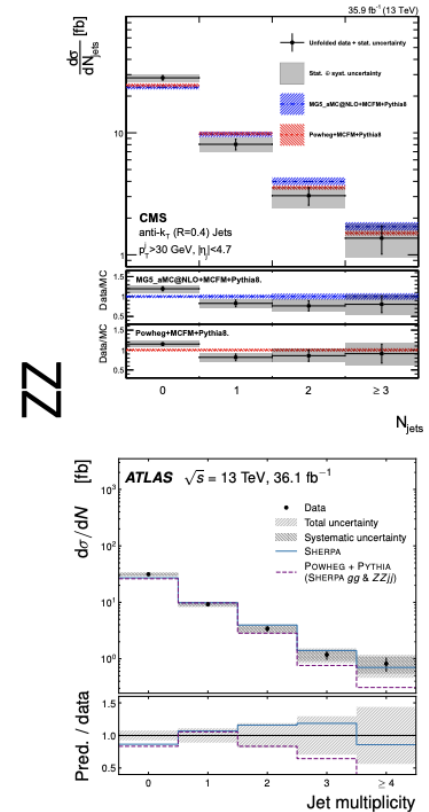 35.9 fb⁻¹ (13 TeV)
dσ/dN_jets [fb]
Unfolded data + stat. uncertainty
Stat. ⊕ syst. uncertainty
MG5_aMC@NLO+MCFM+Pythia8
Powheg+MCFM+Pythia8
10
CMS
anti-k_T (R=0.4) Jets
p_T^j>30 GeV, |η_j|<4.7
1
Data/MC
1.5
1
0.5
MG5_aMC@NLO+MCFM+Pythia8.
Data/MC
1.5
1
0.5
Powheg+MCFM+Pythia8.
0 1 2 ≥ 3
N_jets
ZZ
dσ/dN [fb]
ATLAS √s = 13 TeV, 36.1 fb⁻¹
10³
10²
10¹
10⁰
Data
Total uncertainty
Systematic uncertainty
SHERPA
POWHEG + PYTHIA
(SHERPA gg & ZZjj)
Pred. / data
1.5
1.0
0.5
0 1 2 3 ≥ 4
Jet multiplicity